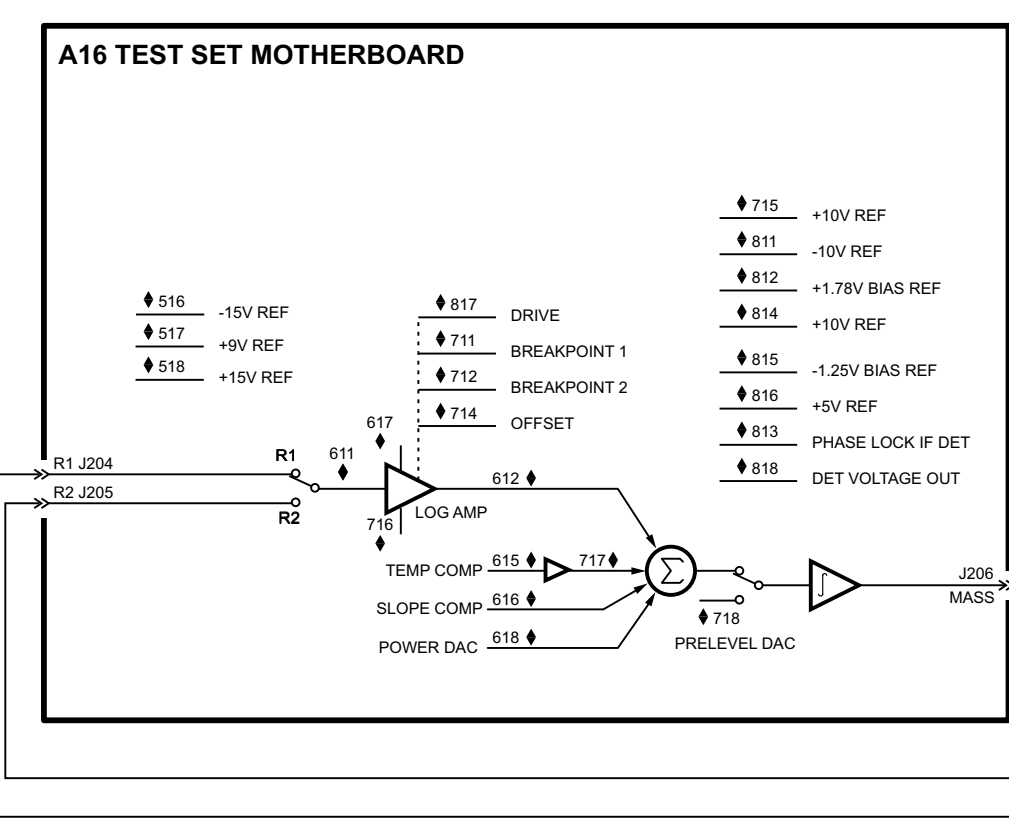 A16 TEST SET MOTHERBOARD
715
+10V REF
811
-10V REF
812
+1.78V BIAS REF
814
+10V REF
815
-1.25V BIAS REF
816
+5V REF
813
PHASE LOCK IF DET
818
DET VOLTAGE OUT
516
-15V REF
517
+9V REF
518
+15V REF
817
DRIVE
711
BREAKPOINT 1
712
BREAKPOINT 2
714
OFFSET
R1 J204
R2 J205
R1
R2
611
617
716
LOG AMP
612
TEMP COMP
615
717
SLOPE COMP
616
POWER DAC
618
Σ
718
PRELEVEL DAC
∫
J206
MASS